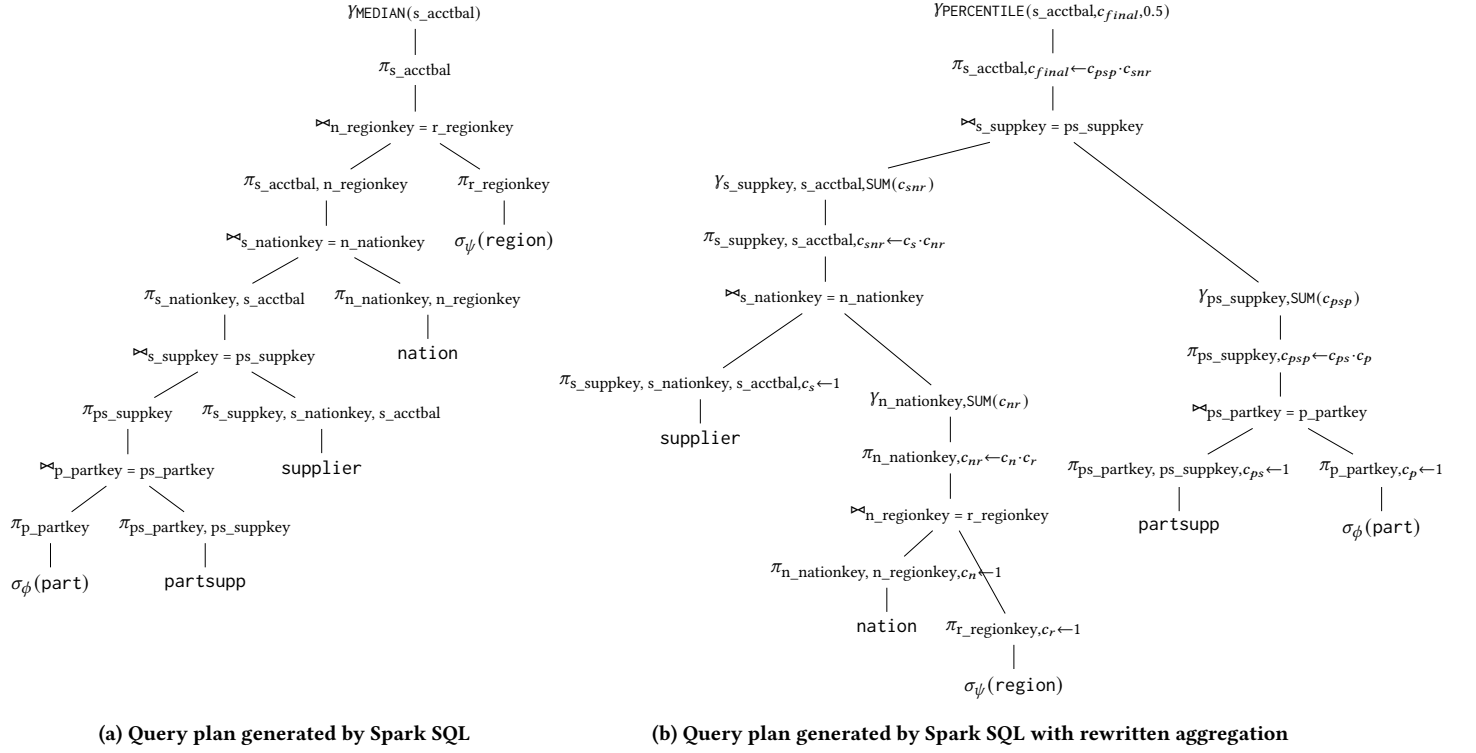 γMEDIAN(s_acctbal)
πs_acctbal
⋈n_regionkey = r_regionkey
πs_acctbal, n_regionkey
πr_regionkey
⋈s_nationkey = n_nationkey
σψ(region)
πs_nationkey, s_acctbal
πn_nationkey, n_regionkey
⋈s_suppkey = ps_suppkey
nation
πps_suppkey
πs_suppkey, s_nationkey, s_acctbal
⋈p_partkey = ps_partkey
supplier
πp_partkey
πps_partkey, ps_suppkey
σϕ(part)
partsupp
(a) Query plan generated by Spark SQL
γPERCENTILE(s_acctbal,cfinal,0.5)
πs_acctbal,cfinal←cpsp·csnr
⋈s_suppkey = ps_suppkey
γs_suppkey, s_acctbal,SUM(csnr)
πs_suppkey, s_acctbal,csnr←cs·cnr
⋈s_nationkey = n_nationkey
γps_suppkey,SUM(cpsp)
πps_suppkey,cpsp←cps·cp
πs_suppkey, s_nationkey, s_acctbal,cs←1
γn_nationkey,SUM(cnr)
⋈ps_partkey = p_partkey
supplier
πn_nationkey,cnr←cn·cr
πps_partkey, ps_suppkey,cps←1
πp_partkey,cp←1
⋈n_regionkey = r_regionkey
partsupp
σϕ(part)
πn_nationkey, n_regionkey,cn←1
nation
πr_regionkey,cr←1
σψ(region)
(b) Query plan generated by Spark SQL with rewritten aggregation